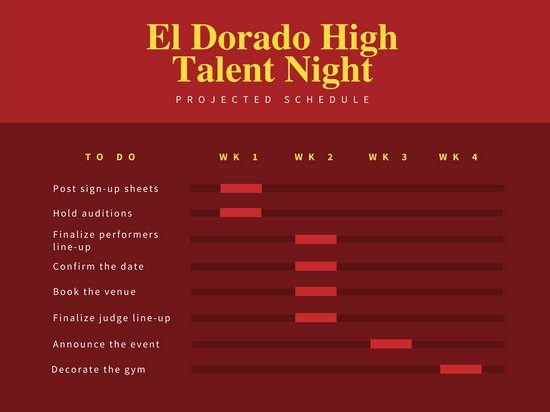 El Dorado High
Talent Night
PROJECTED SCHEDULE
TO DO WK 1 WK 2 WK 3 WK 4
Post sign-up sheets
Hold auditions
Finalize performers
line-up
Confirm the date
Book the venue
Finalize judge line-up
Announce the event
Decorate the gym